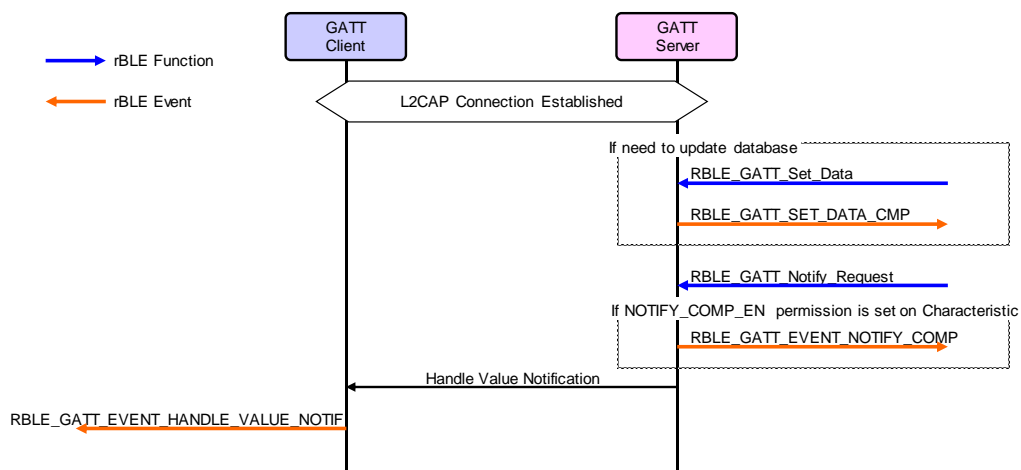 GATT
Client
GATT
Server
rBLE Function
rBLE Event
L2CAP Connection Established
If need to update database
RBLE_GATT_Set_Data
RBLE_GATT_SET_DATA_CMP
RBLE_GATT_Notify_Request
If NOTIFY_COMP_EN permission is set on Characteristic
RBLE_GATT_EVENT_NOTIFY_COMP
Handle Value Notification
RBLE_GATT_EVENT_HANDLE_VALUE_NOTIF